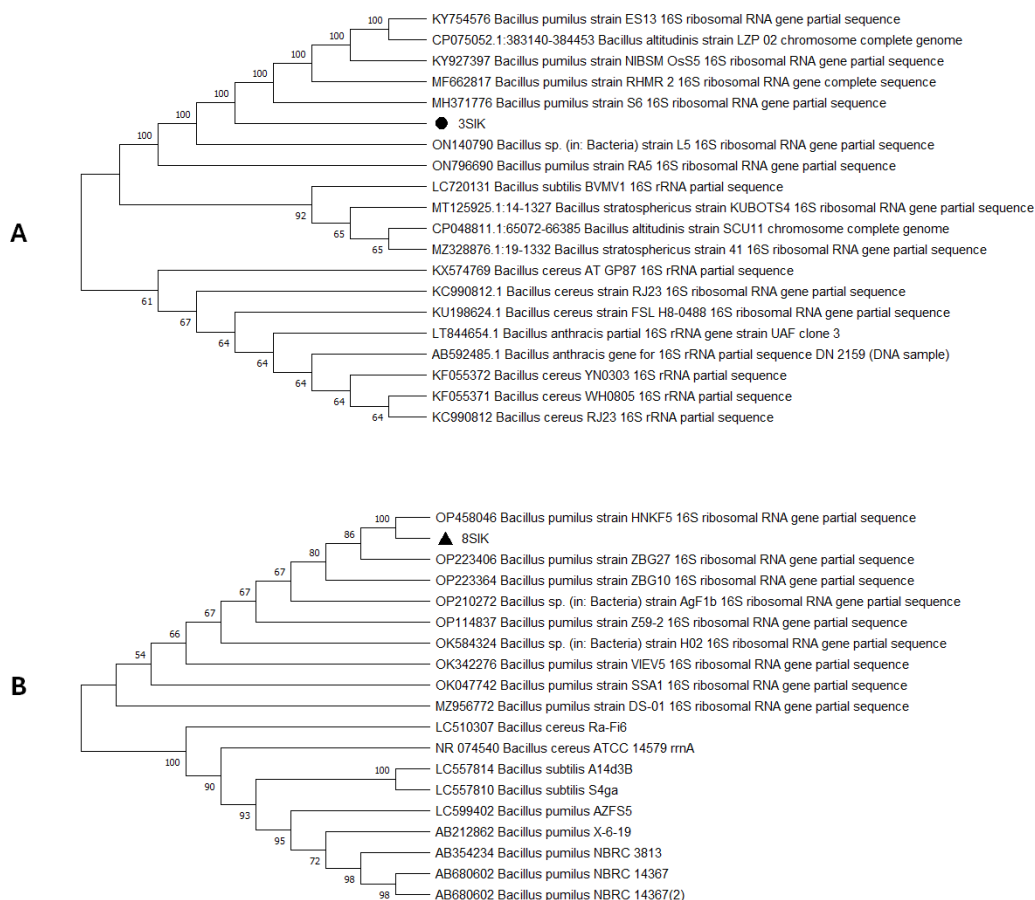 100
KY754576 Bacillus pumilus strain ES13 16S ribosomal RNA gene partial sequence
100
CP075052.1:383140-384453 Bacillus altitudinis strain LZP 02 chromosome complete genome
100
KY927397 Bacillus pumilus strain NIBSM OsS5 16S ribosomal RNA gene partial sequence
100
MF662817 Bacillus pumilus strain RHMR 2 16S ribosomal RNA gene complete sequence
100
MH371776 Bacillus pumilus strain S6 16S ribosomal RNA gene partial sequence
3SIK
100
ON140790 Bacillus sp. (in: Bacteria) strain L5 16S ribosomal RNA gene partial sequence
ON796690 Bacillus pumilus strain RA5 16S ribosomal RNA gene partial sequence
LC720131 Bacillus subtilis BVMV1 16S rRNA partial sequence
92
MT125925.1:14-1327 Bacillus stratosphericus strain KUBOTS4 16S ribosomal RNA gene partial sequence
A
65
CP048811.1:65072-66385 Bacillus altitudinis strain SCU11 chromosome complete genome
65
MZ328876.1:19-1332 Bacillus stratosphericus strain 41 16S ribosomal RNA gene partial sequence
KX574769 Bacillus cereus AT GP87 16S rRNA partial sequence
61
KC990812.1 Bacillus cereus strain RJ23 16S ribosomal RNA gene partial sequence
67
KU198624.1 Bacillus cereus strain FSL H8-0488 16S ribosomal RNA gene partial sequence
64
LT844654.1 Bacillus anthracis partial 16S rRNA gene strain UAF clone 3
64
AB592485.1 Bacillus anthracis gene for 16S rRNA partial sequence DN 2159 (DNA sample)
64
KF055372 Bacillus cereus YN0303 16S rRNA partial sequence
64
KF055371 Bacillus cereus WH0805 16S rRNA partial sequence
64
KC990812 Bacillus cereus RJ23 16S rRNA partial sequence
100
OP458046 Bacillus pumilus strain HNKF5 16S ribosomal RNA gene partial sequence
86
8SIK
80
OP223406 Bacillus pumilus strain ZBG27 16S ribosomal RNA gene partial sequence
67
OP223364 Bacillus pumilus strain ZBG10 16S ribosomal RNA gene partial sequence
67
OP210272 Bacillus sp. (in: Bacteria) strain AgF1b 16S ribosomal RNA gene partial sequence
66
OP114837 Bacillus pumilus strain Z59-2 16S ribosomal RNA gene partial sequence
54
OK584324 Bacillus sp. (in: Bacteria) strain H02 16S ribosomal RNA gene partial sequence
OK342276 Bacillus pumilus strain VIEV5 16S ribosomal RNA gene partial sequence
B
OK047742 Bacillus pumilus strain SSA1 16S ribosomal RNA gene partial sequence
MZ956772 Bacillus pumilus strain DS-01 16S ribosomal RNA gene partial sequence
LC510307 Bacillus cereus Ra-Fi6
100
NR 074540 Bacillus cereus ATCC 14579 rrnA
90
100
LC557814 Bacillus subtilis A14d3B
LC557810 Bacillus subtilis S4ga
93
LC599402 Bacillus pumilus AZFS5
95
AB212862 Bacillus pumilus X-6-19
72
AB354234 Bacillus pumilus NBRC 3813
98
AB680602 Bacillus pumilus NBRC 14367
98
AB680602 Bacillus pumilus NBRC 14367(2)